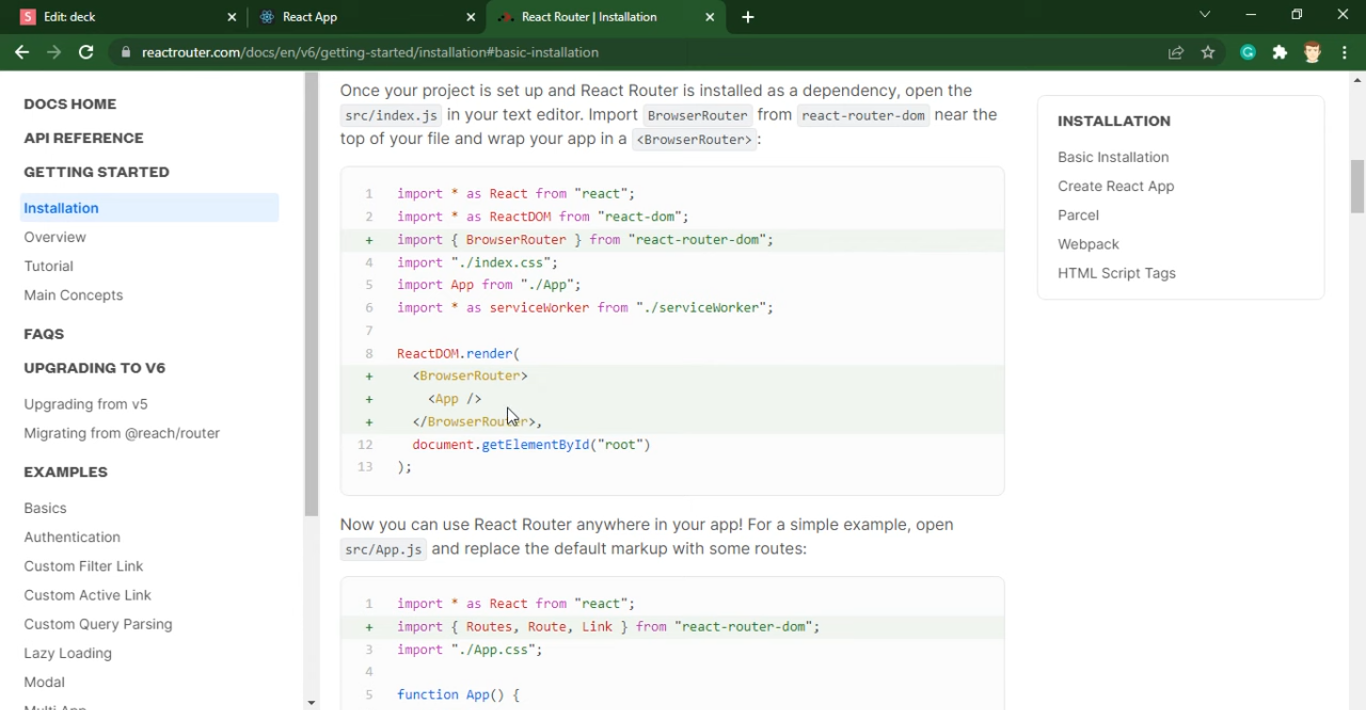 Edit: deck
React App
React Router | Installation
reactrouter.com/docs/en/v6/getting-started/installation#basic-installation
DOCS HOME
API REFERENCE
GETTING STARTED
Installation
Overview
Tutorial
Main Concepts
FAQS
UPGRADING TO V6
Upgrading from v5
Migrating from @reach/router
EXAMPLES
Basics
Authentication
Custom Filter Link
Custom Active Link
Custom Query Parsing
Lazy Loading
Modal
Multi App
Once your project is set up and React Router is installed as a dependency, open the
src/index.js in your text editor. Import BrowserRouter from react-router-dom near the
top of your file and wrap your app in a <BrowserRouter>:
1 import * as React from "react";
2 import * as ReactDOM from "react-dom";
+ import { BrowserRouter } from "react-router-dom";
4 import "./index.css";
5 import App from "./App";
6 import * as serviceWorker from "./serviceWorker";
7
8 ReactDOM.render(
+ <BrowserRouter>
+ <App />
+ </BrowserRouter>,
12 document.getElementById("root")
13 );
Now you can use React Router anywhere in your app! For a simple example, open
src/App.js and replace the default markup with some routes:
1 import * as React from "react";
+ import { Routes, Route, Link } from "react-router-dom";
3 import "./App.css";
4
5 function App() {
INSTALLATION
Basic Installation
Create React App
Parcel
Webpack
HTML Script Tags